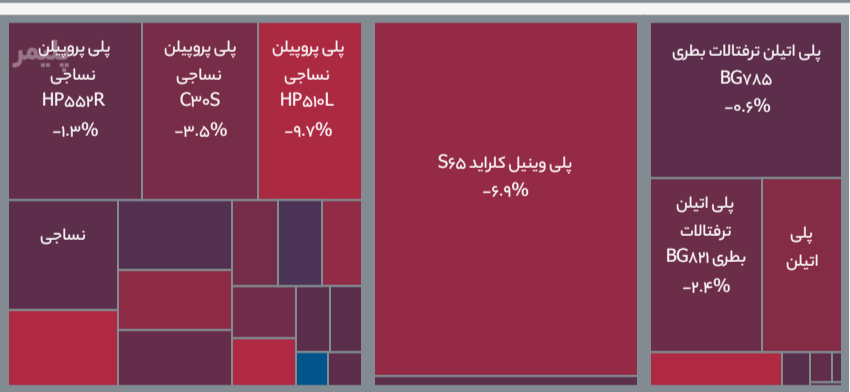 پلی پروپیلن
نساجی
HP۵۵۲R
-۱.۳%
پلیمر
پلی پروپیلن
نساجی
C۳۰S
-۳.۵%
پلی پروپیلن
نساجی
HP۵۱۰L
-۹.۷%
نساجی
پلی وینیل کلراید S۶۵
-۶.۹%
پلی اتیلن ترفتالات بطری
BG۷۸۵
-۰.۶%
پلی اتیلن
ترفتالات
بطری BG۸۲۱
-۲.۴%
پلی
اتیلن